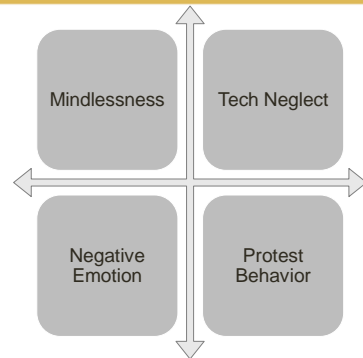 Mindlessness
Tech Neglect
Negative
Emotion
Protest
Behavior